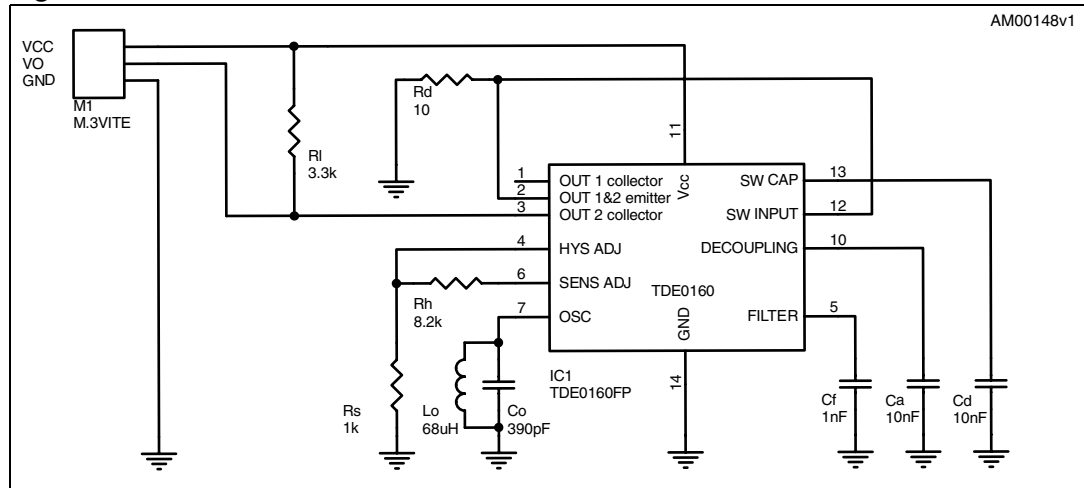 AM00148v1
VCC
VO
GND
M1
M.3VITE
Rl
3.3k
Rd
10
11
1
2
3
4
6
7
OUT 1 collector
OUT 1&2 emitter
OUT 2 collector
HYS ADJ
SENS ADJ
OSC
Vcc
SW CAP
SW INPUT
DECOUPLING
FILTER
TDE0160
GND
13
12
10
5
14
IC1
TDE0160FP
Rh
8.2k
Rs
1k
Lo
68uH
Co
390pF
Cf
1nF
Ca
10nF
Cd
10nF